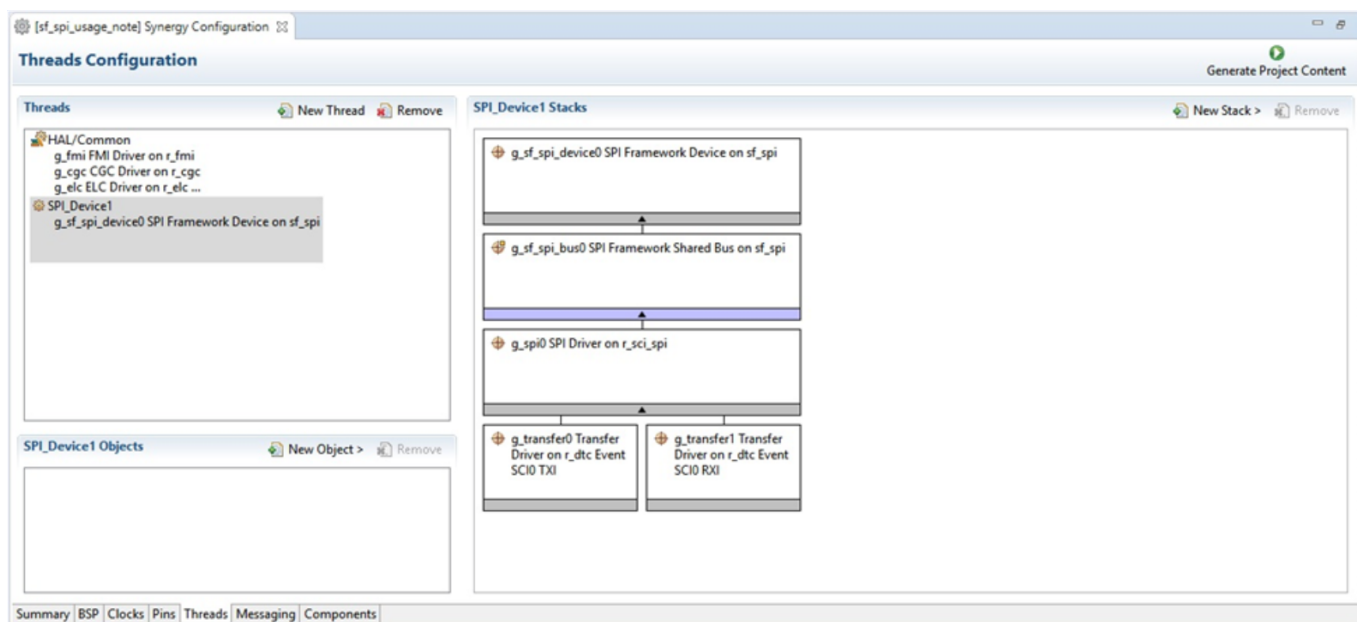 [sf_spi_usage_note] Synergy Configuration
Threads Configuration
Generate Project Content
Threads
New Thread
Remove
HAL/Common
g_fmi FMI Driver on r_fmi
g_cgc CGC Driver on r_cgc
g_elc ELC Driver on r_elc ...
SPI_Device1
g_sf_spi_device0 SPI Framework Device on sf_spi
SPI_Device1 Objects
New Object >
Remove
SPI_Device1 Stacks
New Stack >
Remove
g_sf_spi_device0 SPI Framework Device on sf_spi
g_sf_spi_bus0 SPI Framework Shared Bus on sf_spi
g_spi0 SPI Driver on r_sci_spi
g_transfer0 Transfer
Driver on r_dtc Event
SCI0 TXI
g_transfer1 Transfer
Driver on r_dtc Event
SCI0 RXI
Summary BSP Clocks Pins Threads Messaging Components